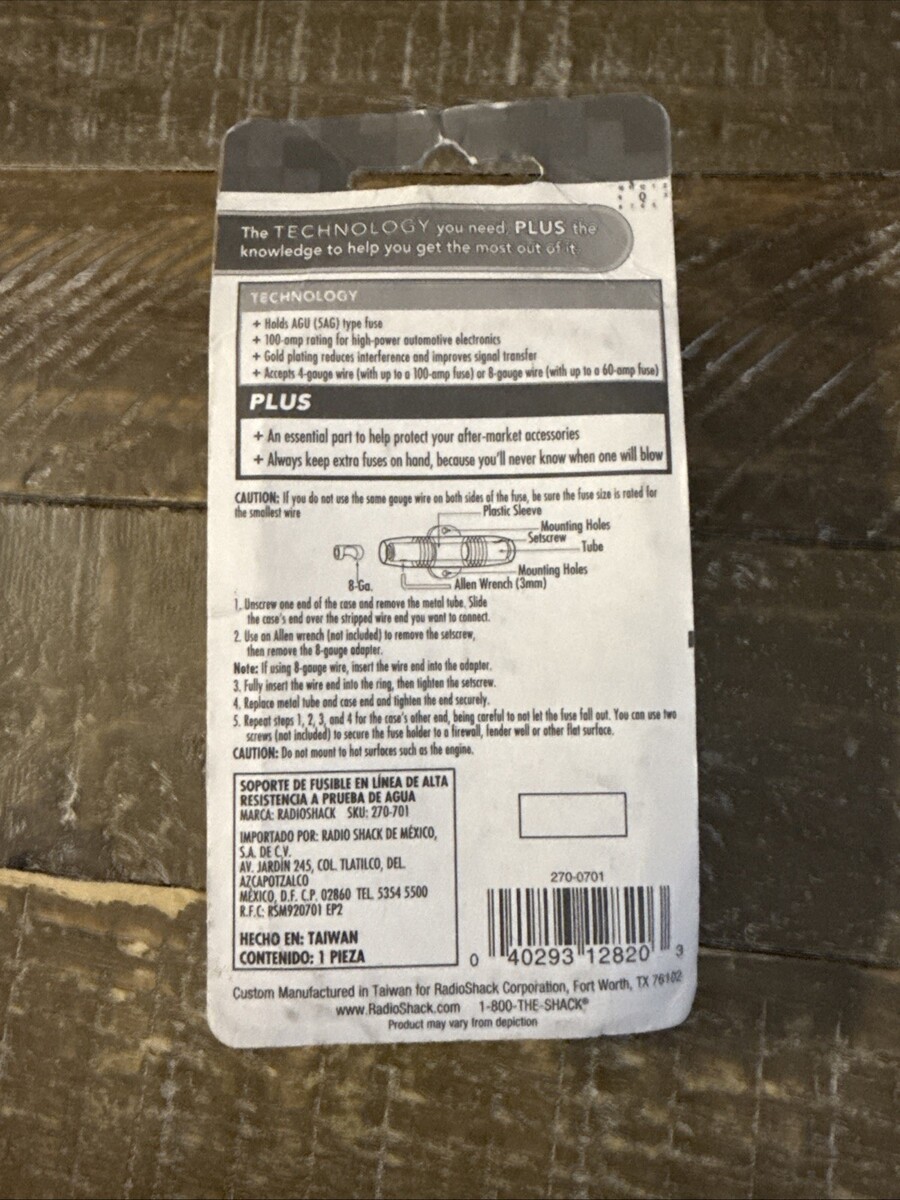 The TECHNOLOGY you need, PLUS the
knowledge to help you get the most out of it.
TECHNOLOGY
+ Holds AGU (5AG) type fuse
+ 100-amp rating for high-power automotive electronics
+ Gold plating reduces interference and improves signal transfer
+ Accepts 4-gauge wire (with up to a 100-amp fuse) or 8-gauge wire (with up to a 60-amp fuse)
PLUS
+ An essential part to help protect your after-market accessories
+ Always keep extra fuses on hand, because you'll never know when one will blow
CAUTION: If you do not use the same gauge wire on both sides of the fuse, be sure the fuse size is rated for
the smallest wire
Plastic Sleeve
Mounting Holes
Setscrew
Tube
Mounting Holes
8-Ga.
Allen Wrench (3mm)
1. Unscrew one end of the case and remove the metal tube. Slide
the case's end over the stripped wire end you want to connect.
2. Use an Allen wrench (not included) to remove the setscrew,
then remove the 8-gauge adapter.
Note: If using 8-gauge wire, insert the wire end into the adapter.
3. Fully insert the wire end into the ring, then tighten the setscrew.
4. Replace metal tube and case end and tighten the end securely.
5. Repeat steps 1, 2, 3, and 4 for the case's other end, being careful to not let the fuse fall out. You can use two
screws (not included) to secure the fuse holder to a firewall, fender well or other flat surface.
CAUTION: Do not mount to hot surfaces such as the engine.
SOPORTE DE FUSIBLE EN LÍNEA DE ALTA
RESISTENCIA A PRUEBA DE AGUA
MARCA: RADIOSHACK SKU: 270-701
IMPORTADO POR: RADIO SHACK DE MÉXICO,
S.A. DE C.V.
AV. JARDÍN 245, COL. TLATILCO, DEL.
AZCAPOTZALCO
MÉXICO, D.F. C.P. 02860 TEL. 5354 5500
R.F.C: RSM920701 EP2
HECHO EN: TAIWAN
CONTENIDO: 1 PIEZA
270-0701
0 40293 12820 3
Custom Manufactured in Taiwan for RadioShack Corporation, Fort Worth, TX 76102
www.RadioShack.com 1-800-THE-SHACK®
Product may vary from depiction